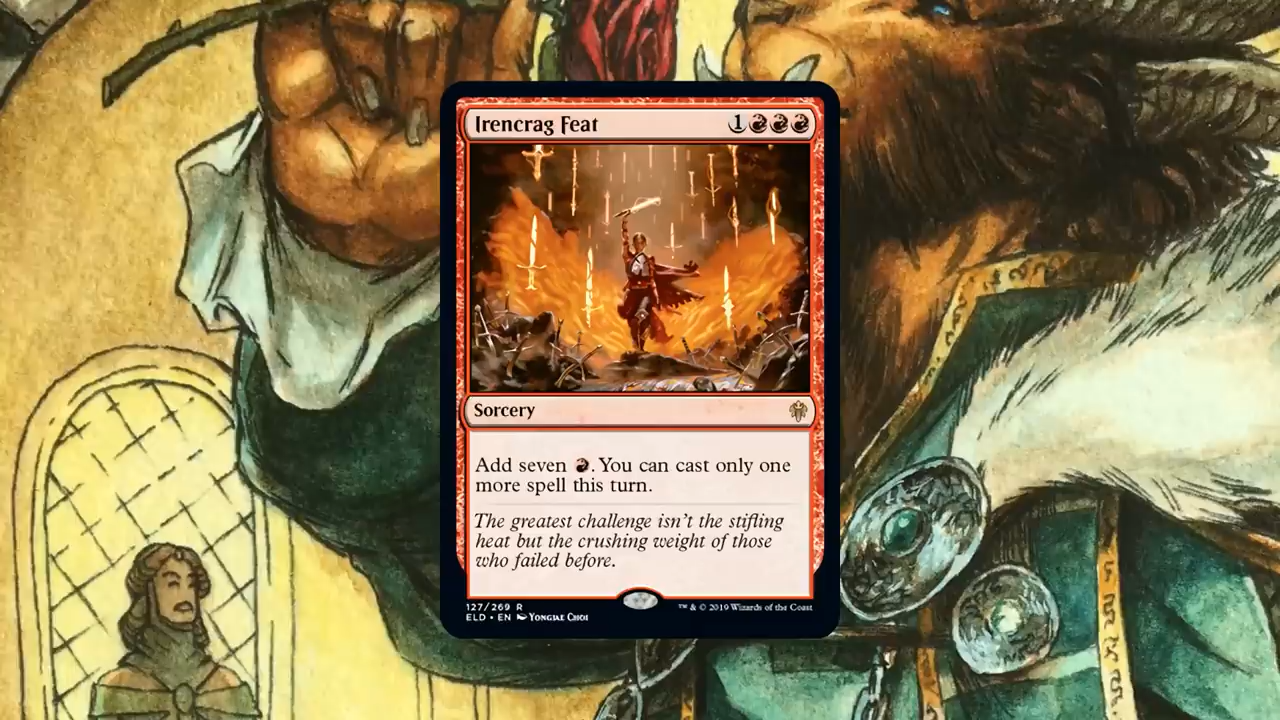 Irencrag Feat 1
Sorcery
Add seven . You can cast only one
more spell this turn.
The greatest challenge isn't the stifling
heat but the crushing weight of those
who failed before.
127/269 R
ELD • EN Yongjae Choi
™ & © 2019 Wizards of the Coast